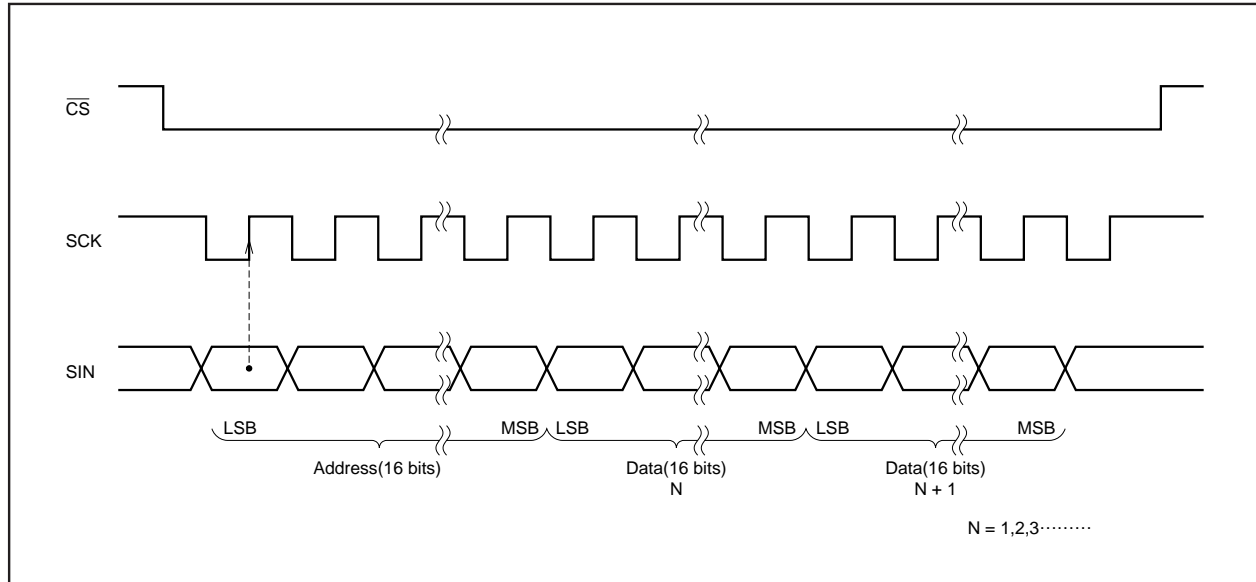 CS
SCK
SIN
LSB MSB LSB MSB LSB MSB
Address(16 bits) Data(16 bits) Data(16 bits)
N N + 1
N = 1,2,3·········